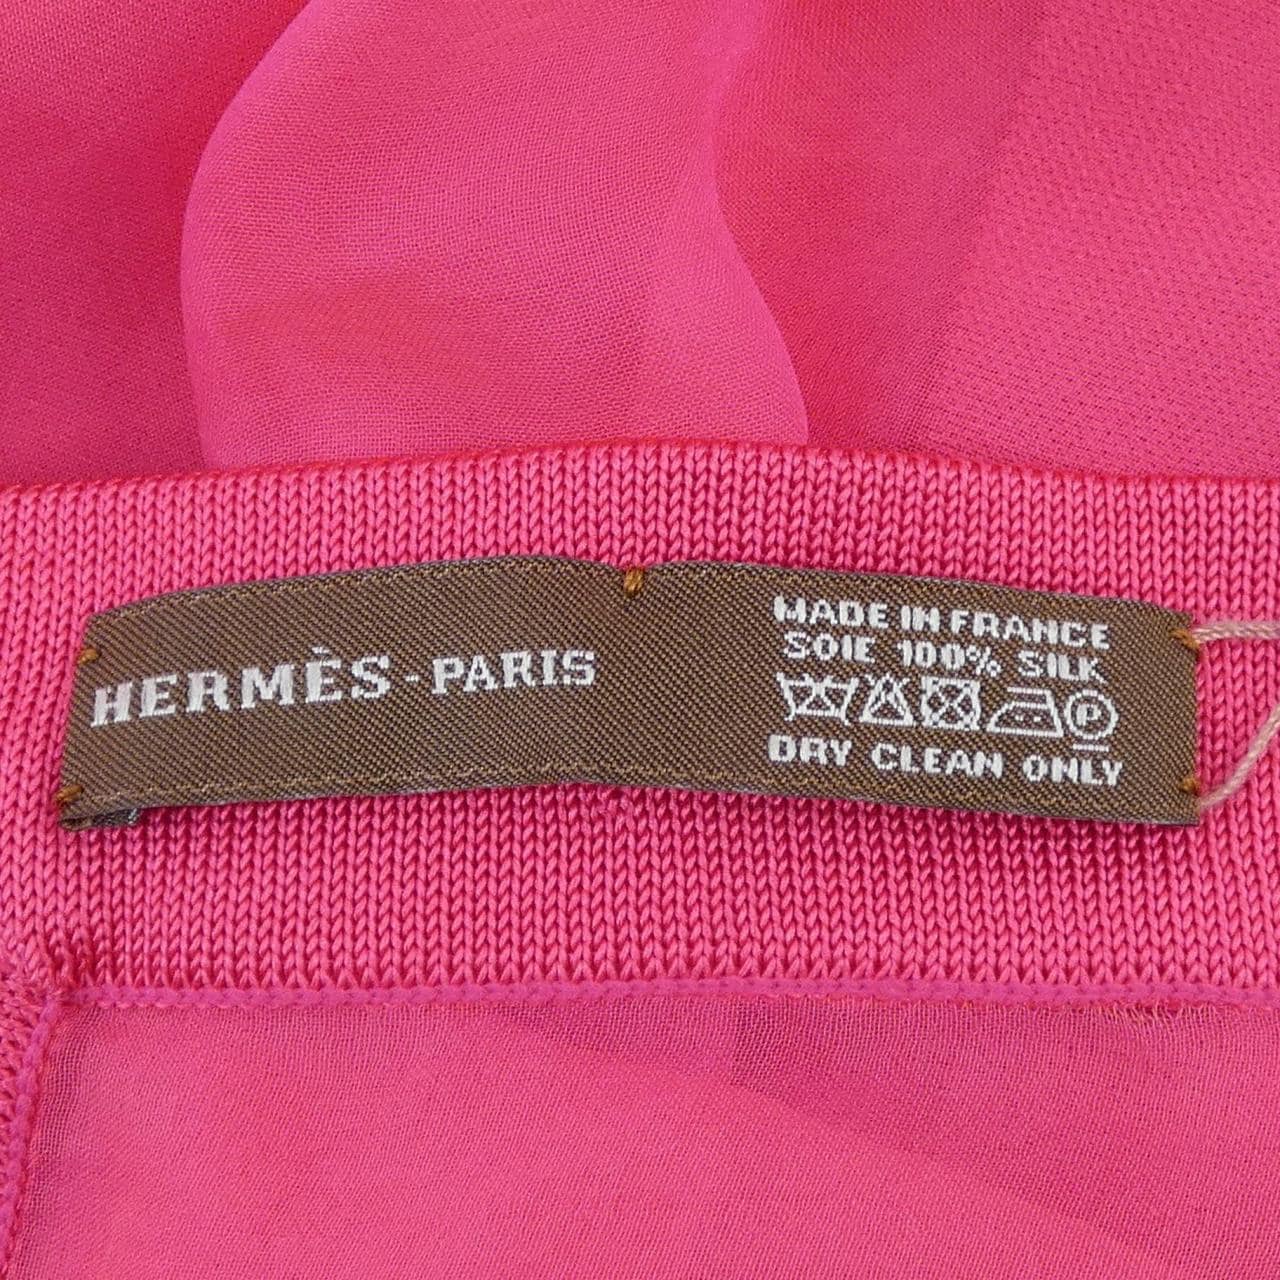 HERMÈS-PARIS
MADE IN FRANCE
SOIE 100% SILK
P
DRY CLEAN ONLY